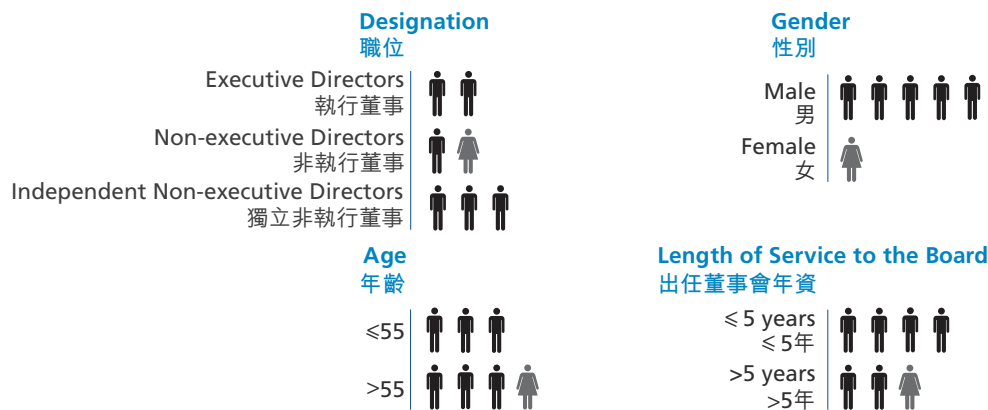 Designation
職位
Executive Directors
執行董事
Non-executive Directors
非執行董事
Independent Non-executive Directors
獨立非執行董事
Gender
性別
Male
男
Female
女
Age
年齡
⩽55
>55
Length of Service to the Board
出任董事會年資
⩽5 years
⩽5年
>5 years
>5年